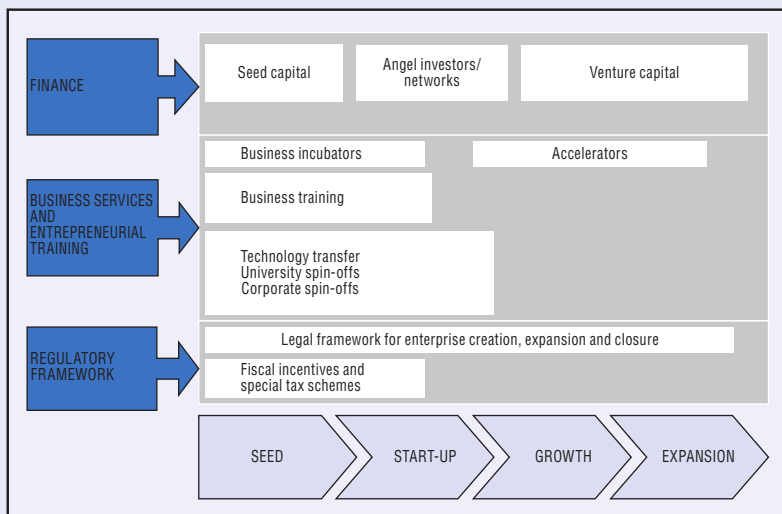 FINANCE
Seed capital
Angel investors/
networks
Venture capital
BUSINESS SERVICES
AND
ENTREPRENEURIAL
TRAINING
Business incubators
Accelerators
Business training
Technology transfer
University spin-offs
Corporate spin-offs
REGULATORY
FRAMEWORK
Legal framework for enterprise creation, expansion and closure
Fiscal incentives and
special tax schemes
SEED
START-UP
GROWTH
EXPANSION